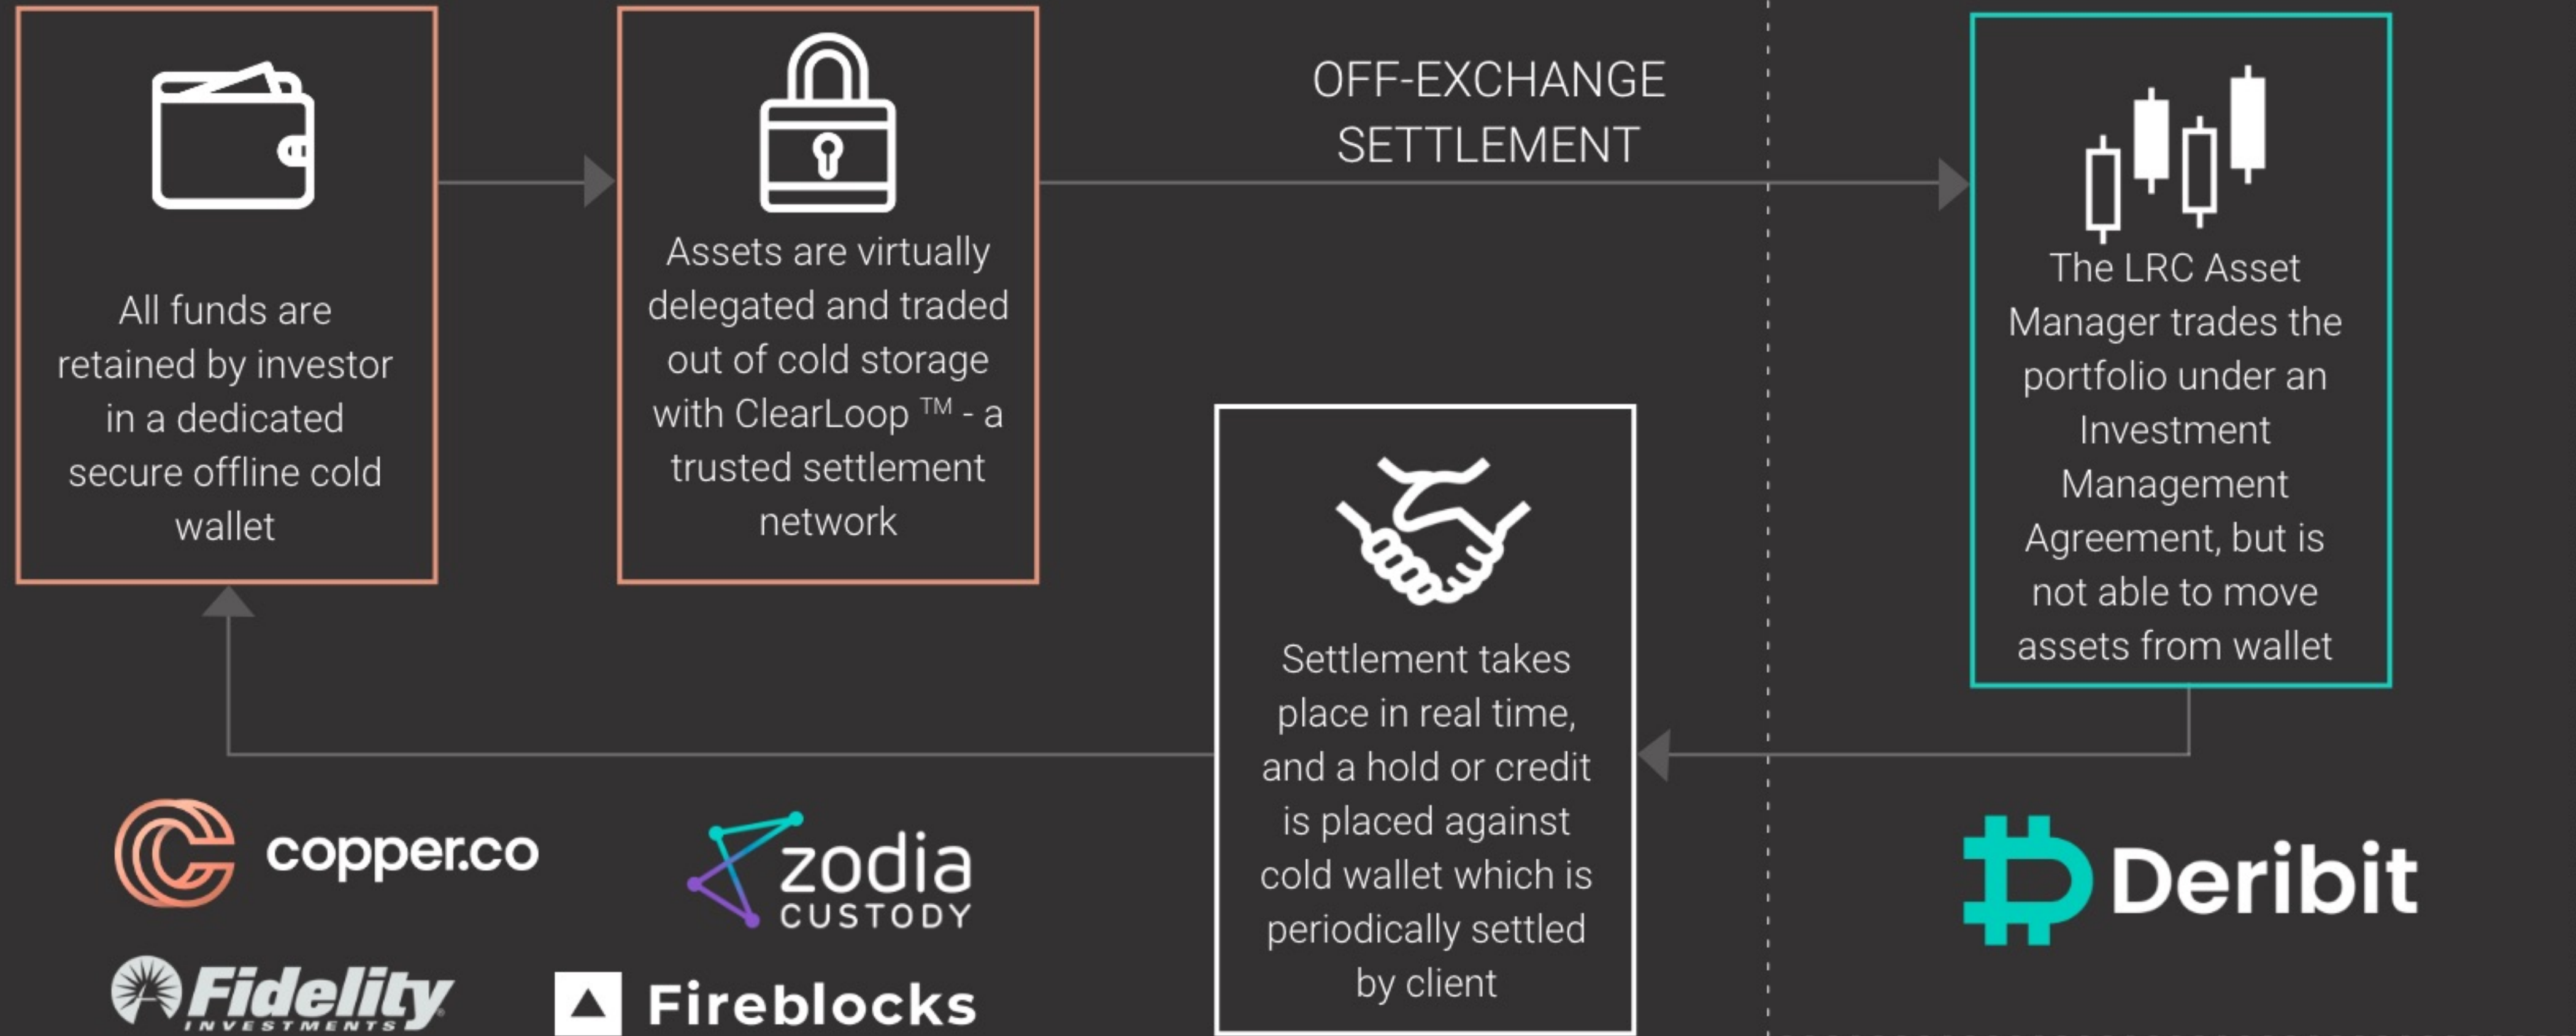 All funds are
retained by investor
in a dedicated
secure offline cold
wallet
Assets are virtually
delegated and traded
out of cold storage
with ClearLoop ™ - a
trusted settlement
network
OFF-EXCHANGE
SETTLEMENT
The LRC Asset
Manager trades the
portfolio under an
Investment
Management
Agreement, but is
not able to move
assets from wallet
Settlement takes
place in real time,
and a hold or credit
is placed against
cold wallet which is
periodically settled
by client
copper.co
zodia
CUSTODY
Fidelity
INVESTMENTS
Fireblocks
Deribit